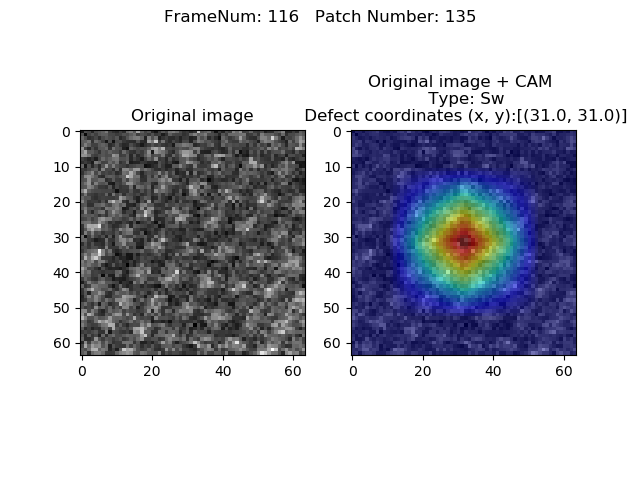 FrameNum: 116   Patch Number: 135
Original image
Original image + CAM
Type: Sw
Defect coordinates (x, y):[(31.0, 31.0)]
0
10
20
30
40
50
60
0 20 40 60
0
10
20
30
40
50
60
0 20 40 60